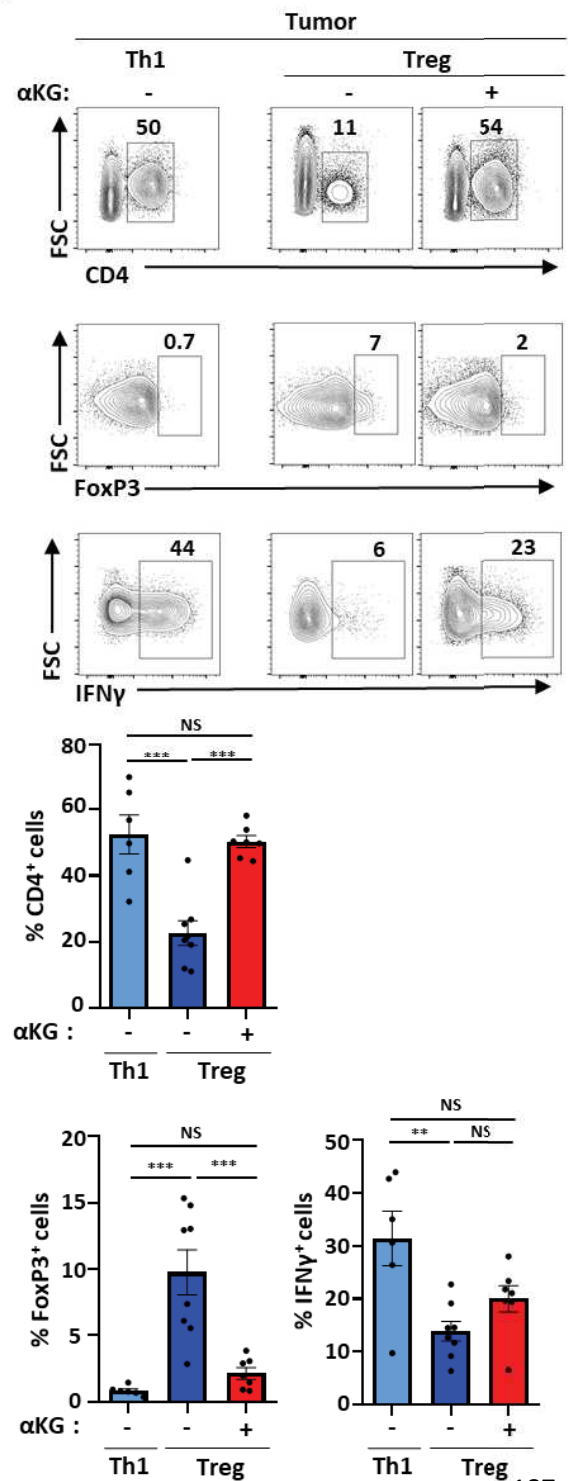 Tumor
Th1 Treg
αKG: - - +
50 11 54
FSC
CD4
0.7 7 2
FSC
FoxP3
44 6 23
FSC
IFNγ
NS
*** ***
80
60
40
20
0
% CD4⁺ cells
αKG : - - +
Th1 Treg
NS
*** ***
20
15
10
5
0
% FoxP3⁺ cells
αKG : - - +
Th1 Treg
NS
** NS
50
40
30
20
10
0
% IFNγ⁺ cells
- - +
Th1 Treg